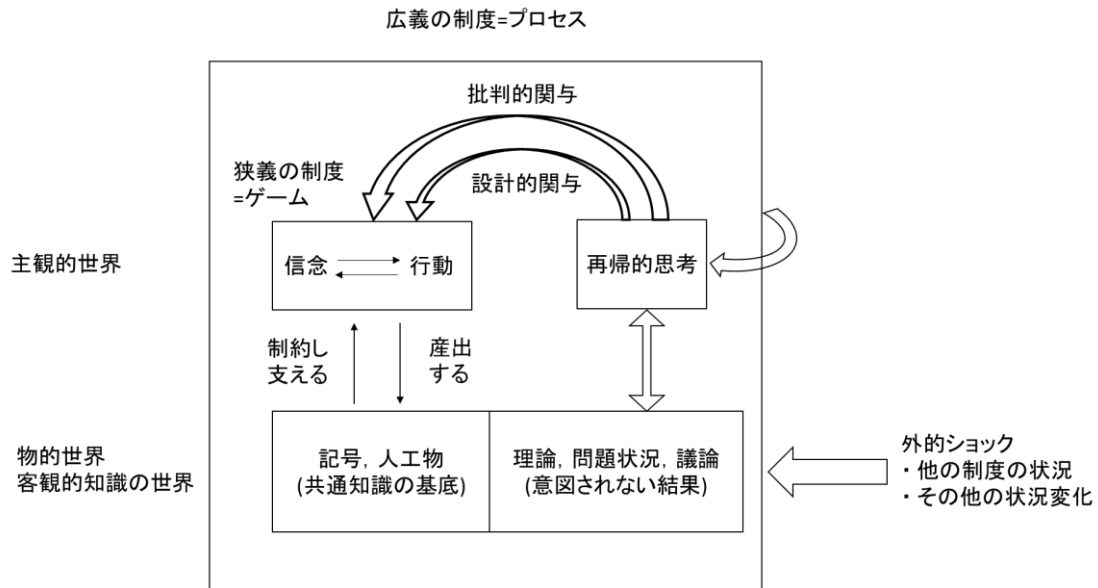 広義の制度=プロセス
批判的関与
狭義の制度
=ゲーム
設計的関与
主観的世界
信念
行動
再帰的思考
制約し
支える
産出
する
物的世界
客観的知識の世界
記号, 人工物
(共通知識の基底)
理論, 問題状況, 議論
(意図されない結果)
外的ショック
・他の制度の状況
・その他の状況変化